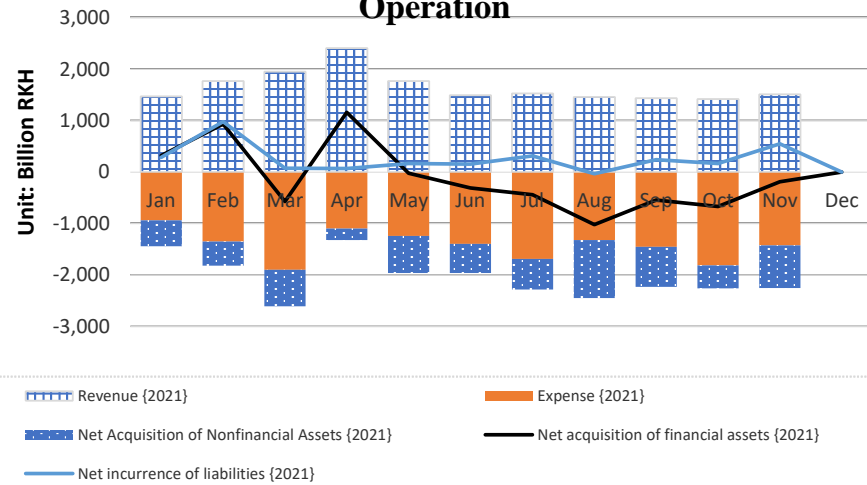 Operation
3,000
2,000
1,000
0
-1,000
-2,000
-3,000
Unit: Billion RKH
Jan Feb Mar Apr May Jun Jul Aug Sep Oct Nov Dec
Revenue {2021} Expense {2021}
Net Acquisition of Nonfinancial Assets {2021} Net acquisition of financial assets {2021}
Net incurrence of liabilities {2021}